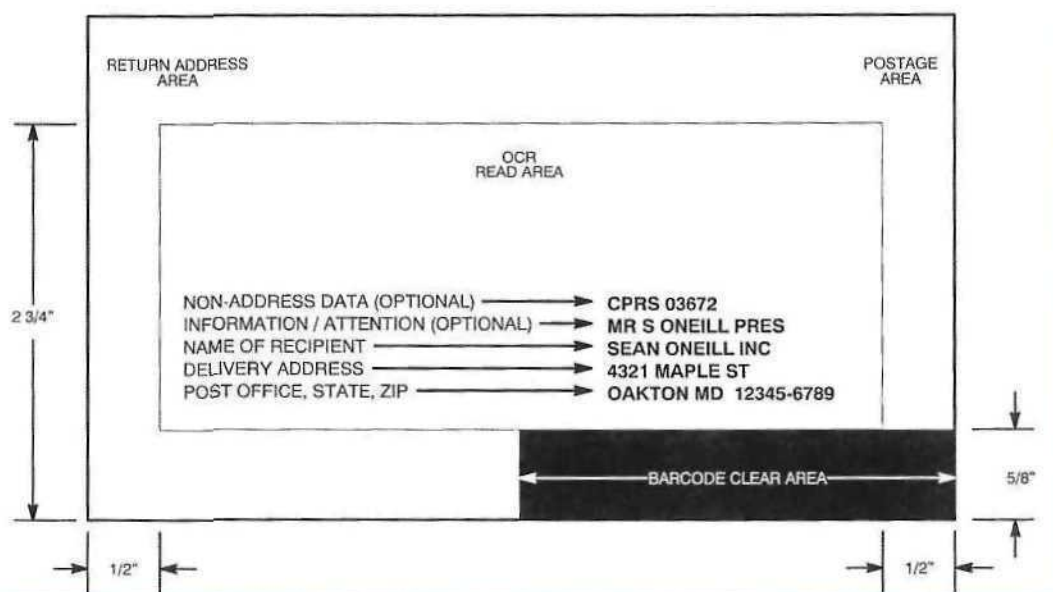 RETURN ADDRESS
AREA
POSTAGE
AREA
OCR
READ AREA
NON-ADDRESS DATA (OPTIONAL) CPRS 03672
INFORMATION / ATTENTION (OPTIONAL) MR S ONEILL PRES
NAME OF RECIPIENT SEAN ONEILL INC
DELIVERY ADDRESS 4321 MAPLE ST
POST OFFICE, STATE, ZIP OAKTON MD 12345-6789
2 3/4"
BARCODE CLEAR AREA
5/8"
1/2"
1/2"